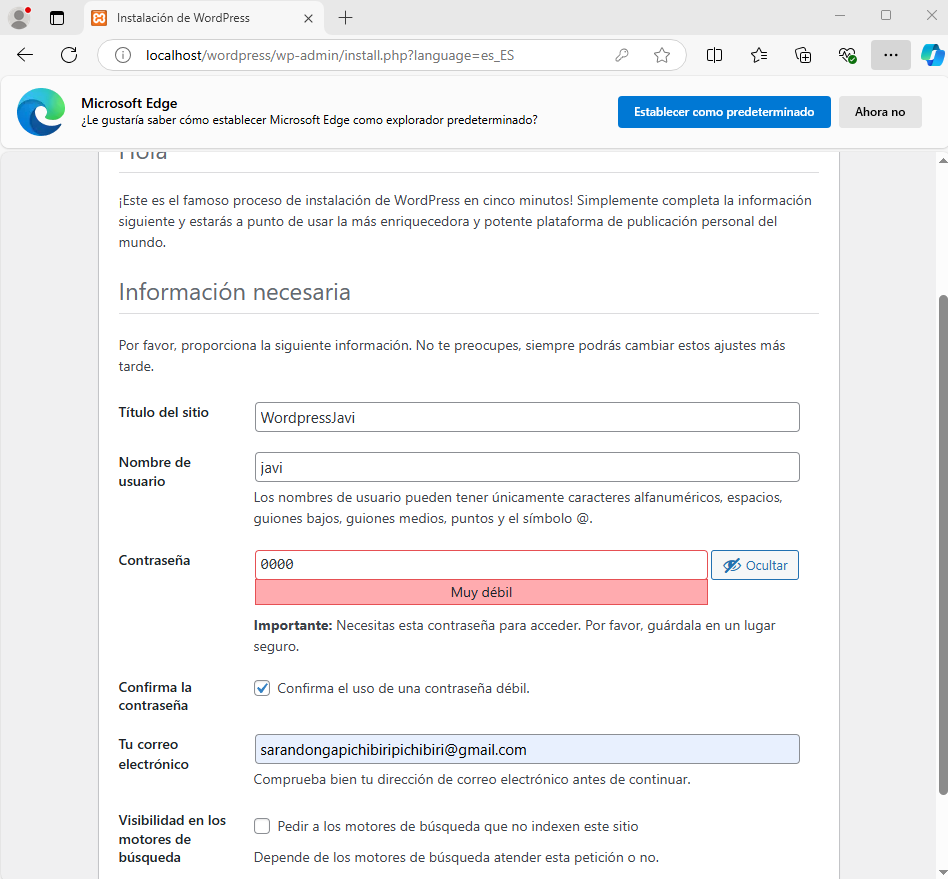 Instalación de WordPress
localhost/wordpress/wp-admin/install.php?language=es_ES
Microsoft Edge
¿Le gustaría saber cómo establecer Microsoft Edge como explorador predeterminado?
Establecer como predeterminado
Ahora no
Hola
¡Este es el famoso proceso de instalación de WordPress en cinco minutos! Simplemente completa la información
siguiente y estarás a punto de usar la más enriquecedora y potente plataforma de publicación personal del
mundo.
Información necesaria
Por favor, proporciona la siguiente información. No te preocupes, siempre podrás cambiar estos ajustes más
tarde.
Título del sitio
WordpressJavi
Nombre de
usuario
javi
Los nombres de usuario pueden tener únicamente caracteres alfanuméricos, espacios,
guiones bajos, guiones medios, puntos y el símbolo @.
Contraseña
0000
Ocultar
Muy débil
Importante: Necesitas esta contraseña para acceder. Por favor, guárdala en un lugar
seguro.
Confirma la
contraseña
Confirma el uso de una contraseña débil.
Tu correo
electrónico
sarandongapichibiripichibiri@gmail.com
Comprueba bien tu dirección de correo electrónico antes de continuar.
Visibilidad en los
motores de
búsqueda
Pedir a los motores de búsqueda que no indexen este sitio
Depende de los motores de búsqueda atender esta petición o no.